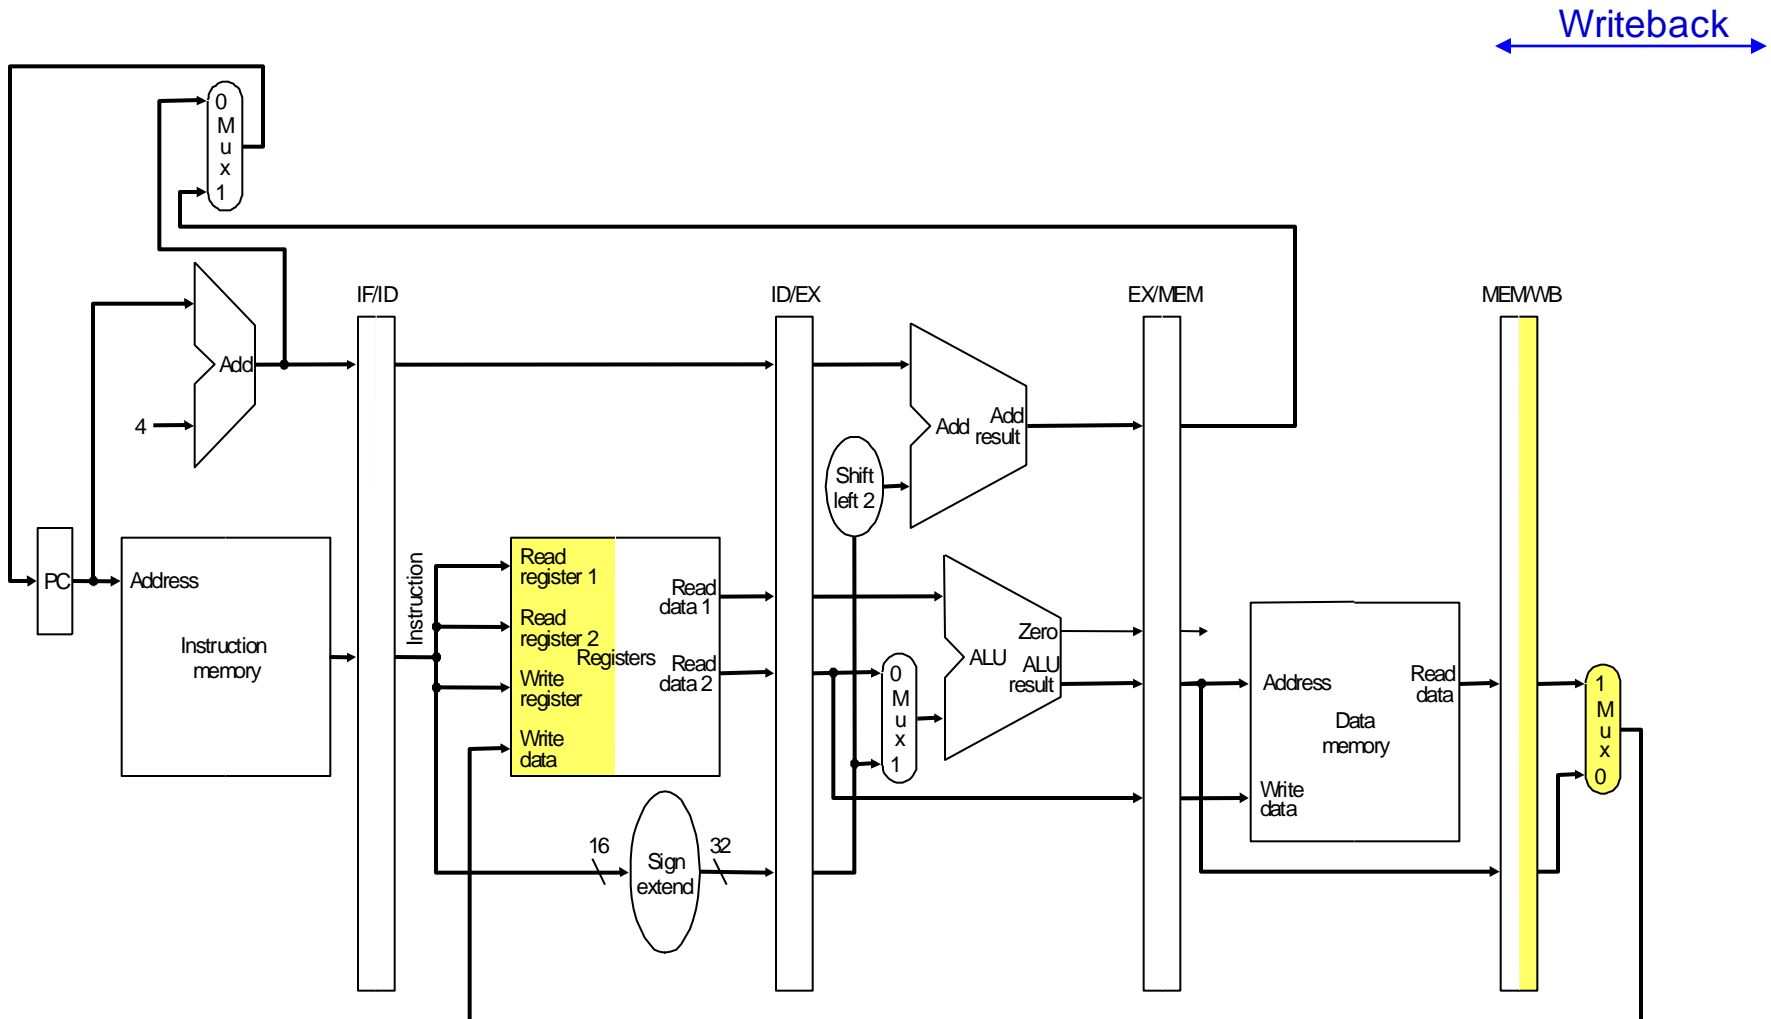 Writeback
0
M
u
x
1
IF/ID
ID/EX
EX/MEM
MEM/WB
Add
4
Add
Add
result
Shift
left 2
PC
Address
Instruction
memory
Instruction
Read
register 1
Read
register 2
Registers
Write
register
Write
data
Read
data 1
Read
data 2
0
M
u
x
1
Zero
ALU
ALU
result
Address
Read
data
Data
memory
Write
data
1
M
u
x
0
16
Sign
extend
32